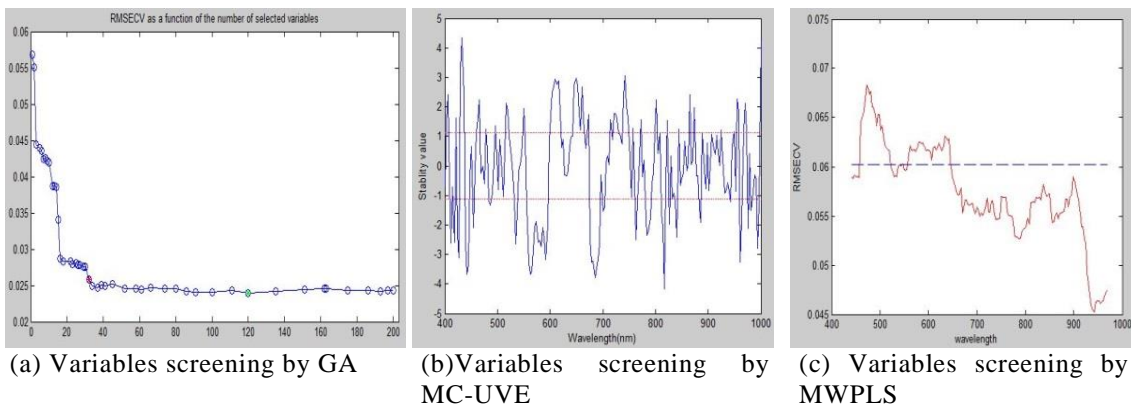 RMSECV as a function of the number of selected variables
0.06
0.055
0.05
0.045
0.04
0.035
0.03
0.025
0.02
0 20 40 60 80 100 120 140 160 180 200
(a) Variables screening by GA
5
4
3
2
1
0
-1
-2
-3
-4
-5
Stablity value
400 500 600 700 800 900 1000
Wavelength(nm)
(b)Variables screening by
MC-UVE
0.075
0.07
0.065
0.06
0.055
0.05
0.045
RMSECV
400 500 600 700 800 900 1000
wavelength
(c) Variables screening by
MWPLS